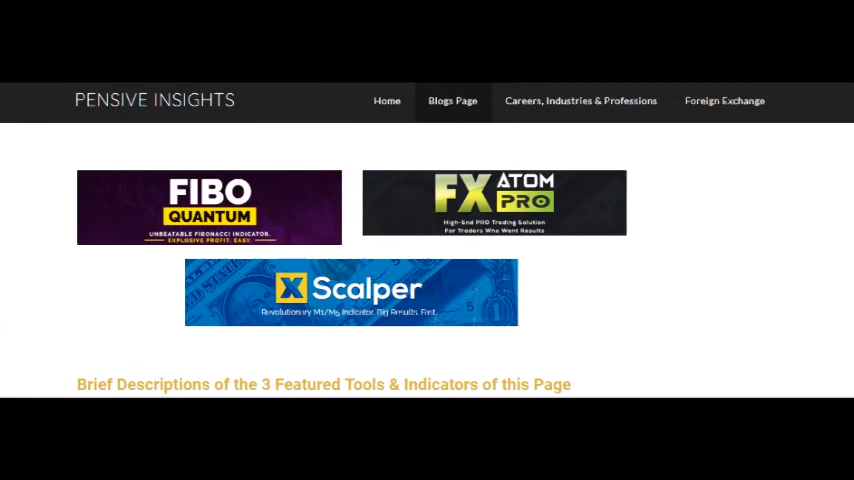 PENSIVE INSIGHTS
Home
Blogs Page
Careers, Industries & Professions
Foreign Exchange
FIBO
QUANTUM
UNBEATABLE FIBONACCI INDICATOR.
EXPLOSIVE PROFIT. EASY.
FX ATOM
PRO
High-End PRO Trading Solution
For Traders Who Want Results
X Scalper
Revolutionary M1/M5 Indicator. Big Results. Fast.
Brief Descriptions of the 3 Featured Tools & Indicators of this Page